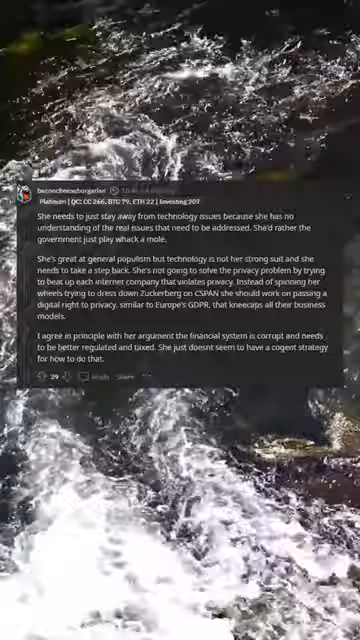 baconcheeseburgarian
Platinum | QC: CC 266, BTC 79, ETH 22 | Investing 207
She needs to just stay away from technology issues because she has no
understanding of the real issues that need to be addressed. She'd rather the
government just play whack a mole.
She's great at general populism but technology is not her strong suit and she
needs to take a step back. She's not going to solve the privacy problem by trying
to beat up each internet company that violates privacy. Instead of spinning her
wheels trying to dress down Zuckerberg on CSPAN she should work on passing a
digital right to privacy, similar to Europe's GDPR, that kneecaps all their business
models.
I agree in principle with her argument the financial system is corrupt and needs
to be better regulated and taxed. She just doesnt seem to have a cogent strategy
for how to do that.
39 Reply Share